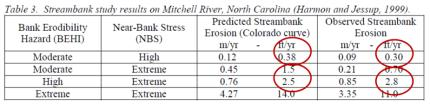 Table 3. Streambank study results on Mitchell River, North Carolina (Harmon and Jessup, 1999).
Bank Erodibility Hazard (BEHI) Near-Bank Stress (NBS) Predicted Streambank Erosion (Colorado curve) Observed Streambank Erosion
m/yr - ft/yr m/yr - ft/yr
Moderate High 0.12 0.38 0.09 0.30
Moderate Extreme 0.45 1.5 0.21 0.70
High Extreme 0.76 2.5 0.85 2.8
Extreme Extreme 4.27 14.0 3.35 11.0